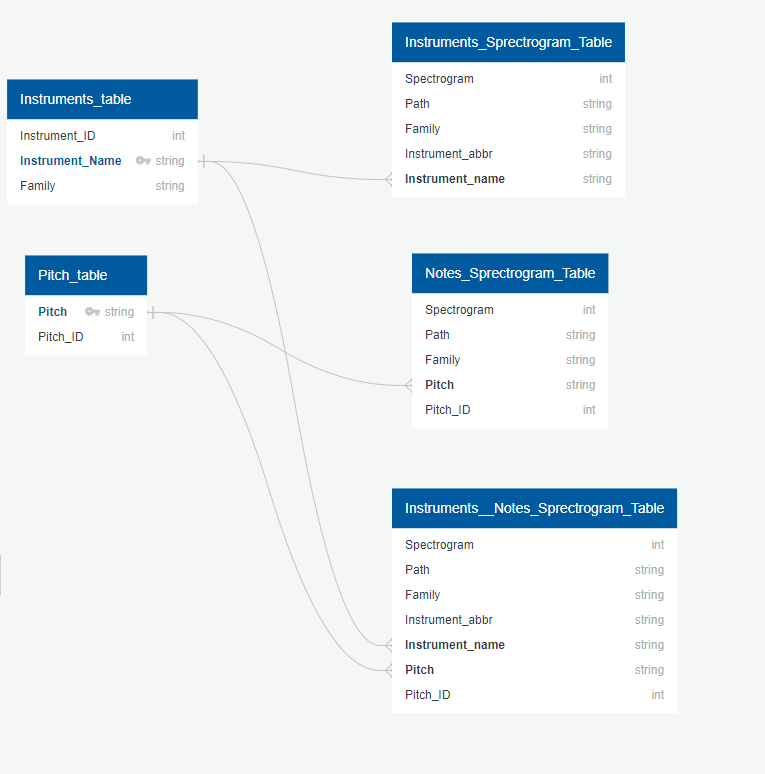 Instruments_table
Instrument_ID int
Instrument_Name string
Family string
Pitch_table
Pitch string
Pitch_ID int
Instruments_Sprectrogram_Table
Spectrogram int
Path string
Family string
Instrument_abbr string
Instrument_name string
Notes_Sprectrogram_Table
Spectrogram int
Path string
Family string
Pitch string
Pitch_ID int
Instruments__Notes_Sprectrogram_Table
Spectrogram int
Path string
Family string
Instrument_abbr string
Instrument_name string
Pitch string
Pitch_ID int